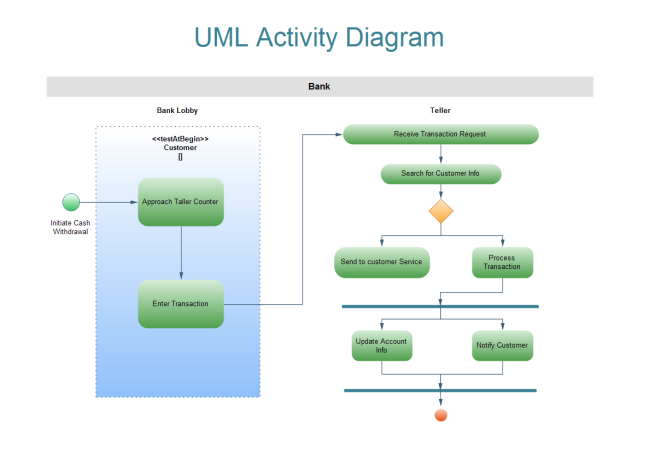 UML Activity Diagram
Bank
Bank Lobby
Teller
<<testAtBegin>>
Customer
[]
Receive Transaction Request
Search for Customer Info
Approach Taller Counter
Initiate Cash
Withdrawal
Send to customer Service
Process
Transaction
Enter Transaction
Update Account
Info
Notify Customer